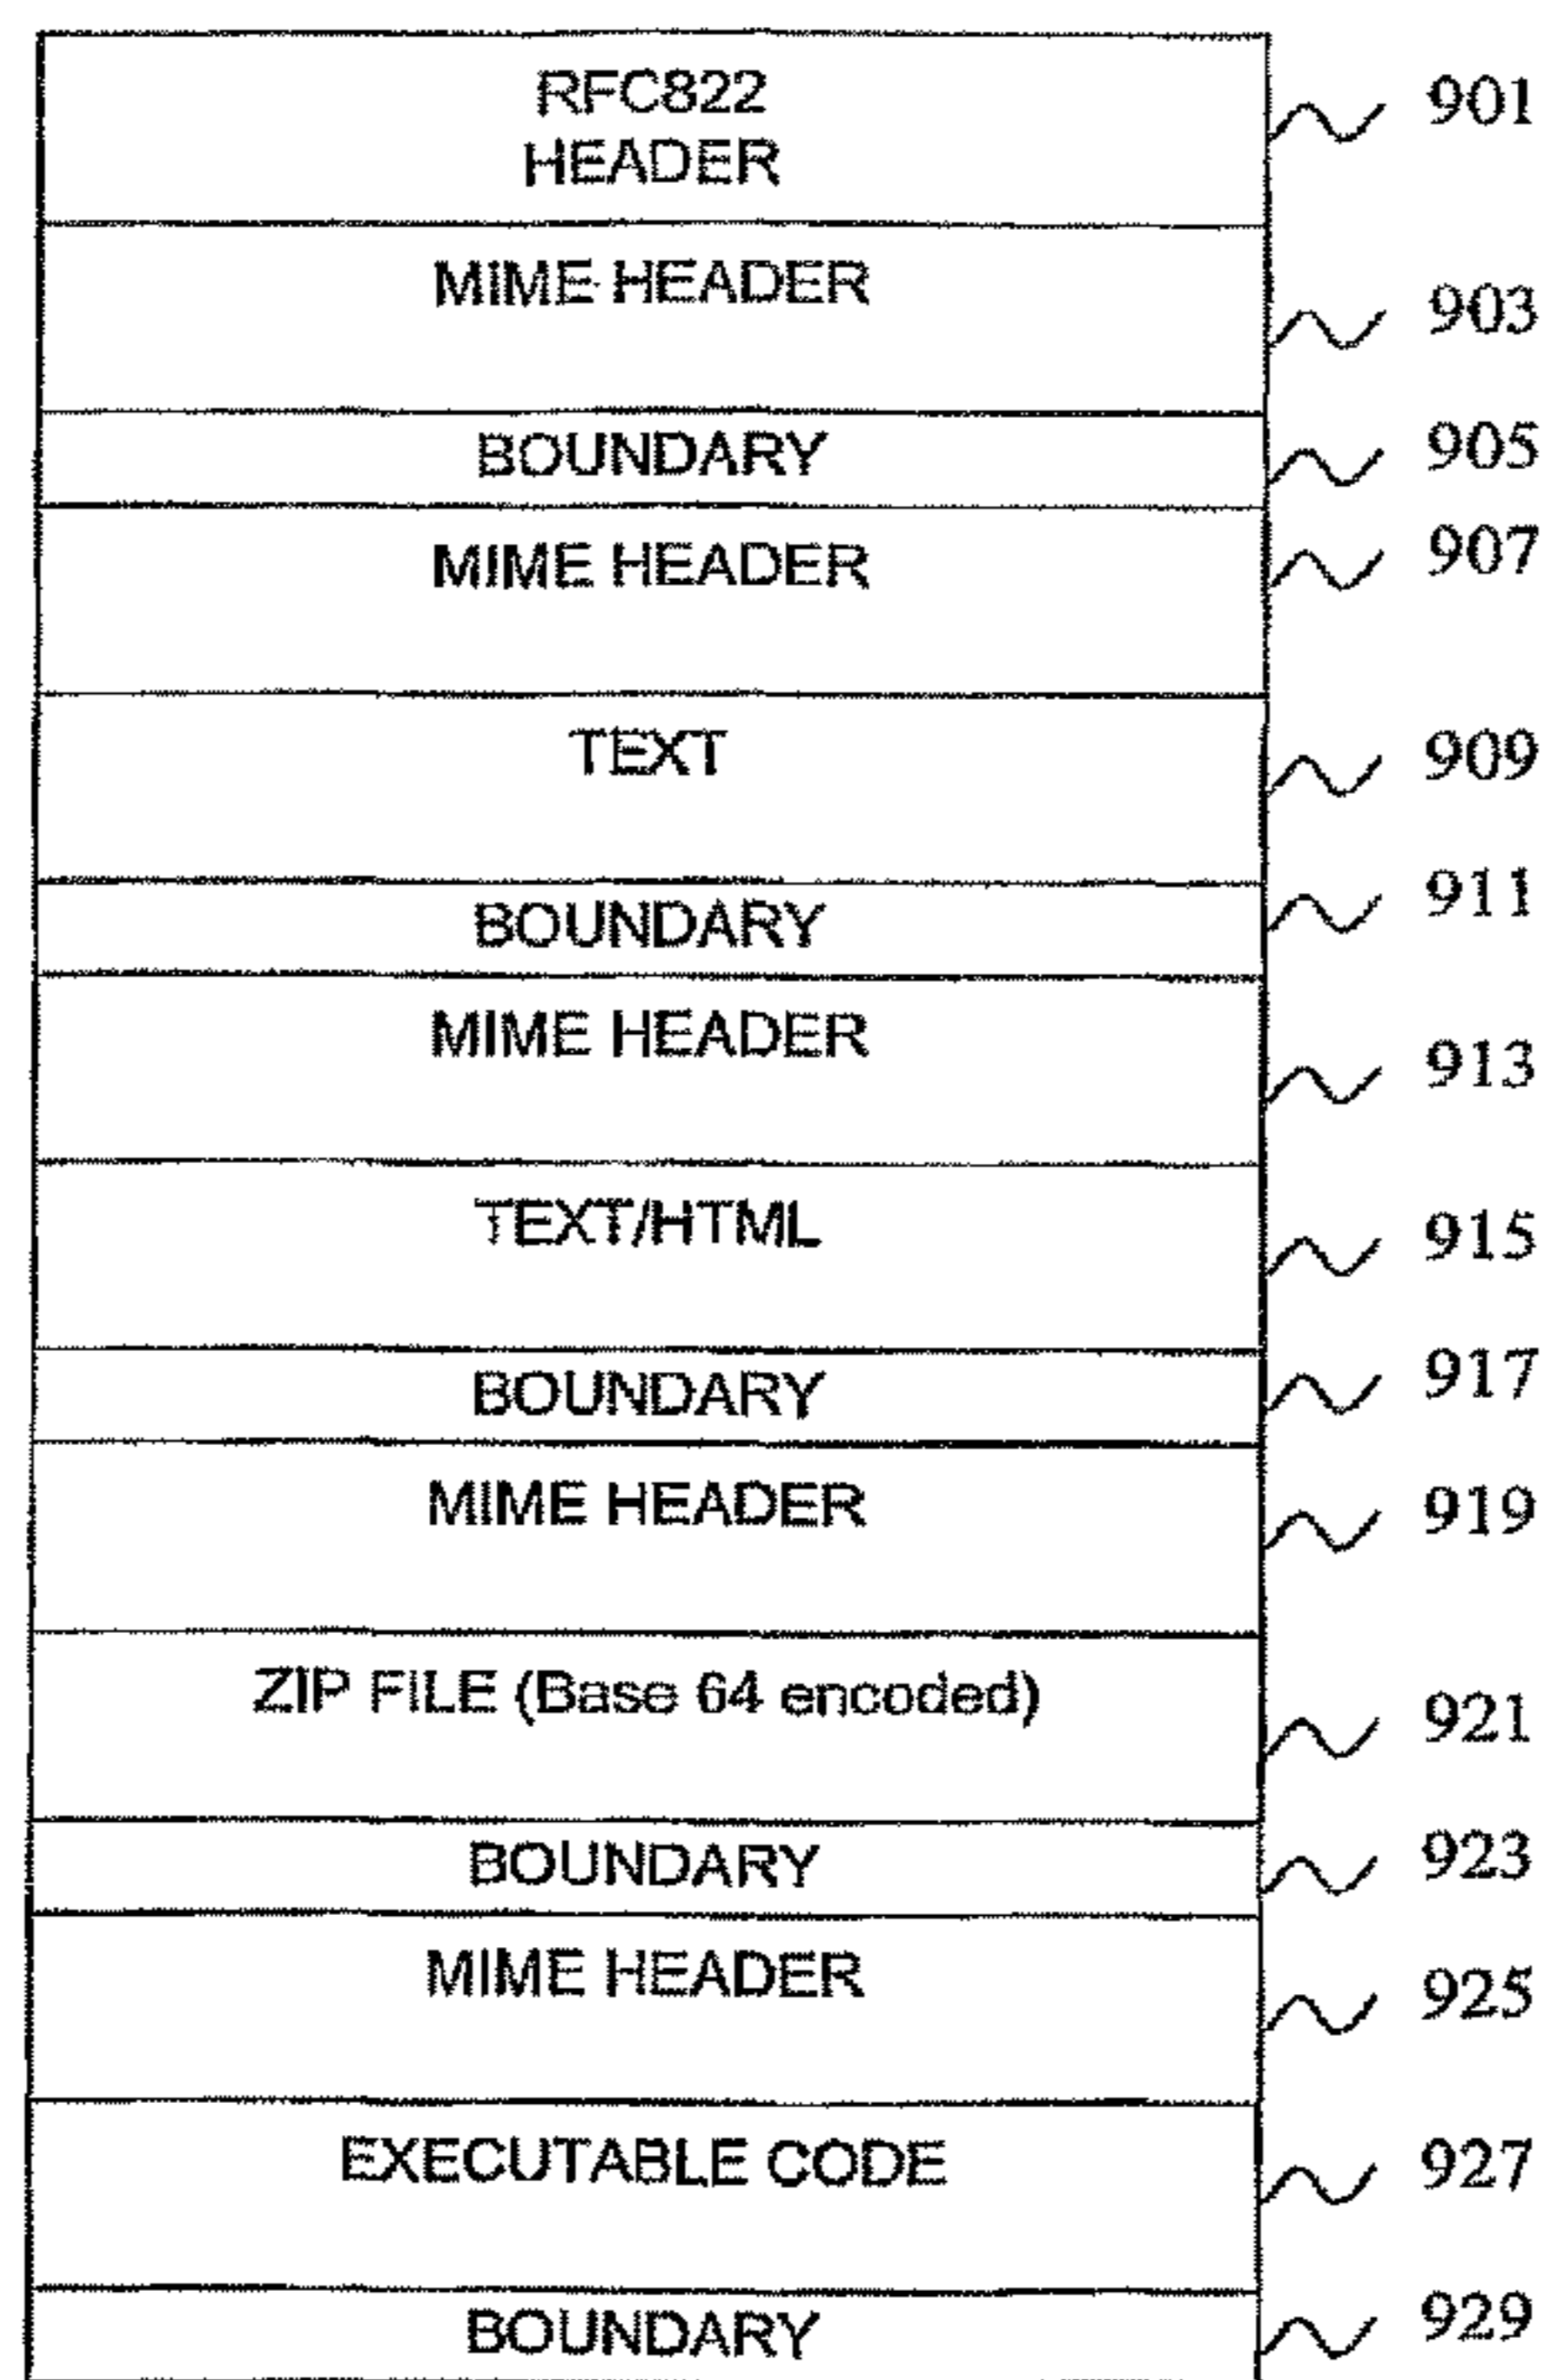 RFC822
HEADER
901
MIME HEADER
903
BOUNDARY
905
MIME HEADER
907
TEXT
909
BOUNDARY
911
MIME HEADER
913
TEXT/HTML
915
BOUNDARY
917
MIME HEADER
919
ZIP FILE (Base 64 encoded)
921
BOUNDARY
923
MIME HEADER
925
EXECUTABLE CODE
927
BOUNDARY
929